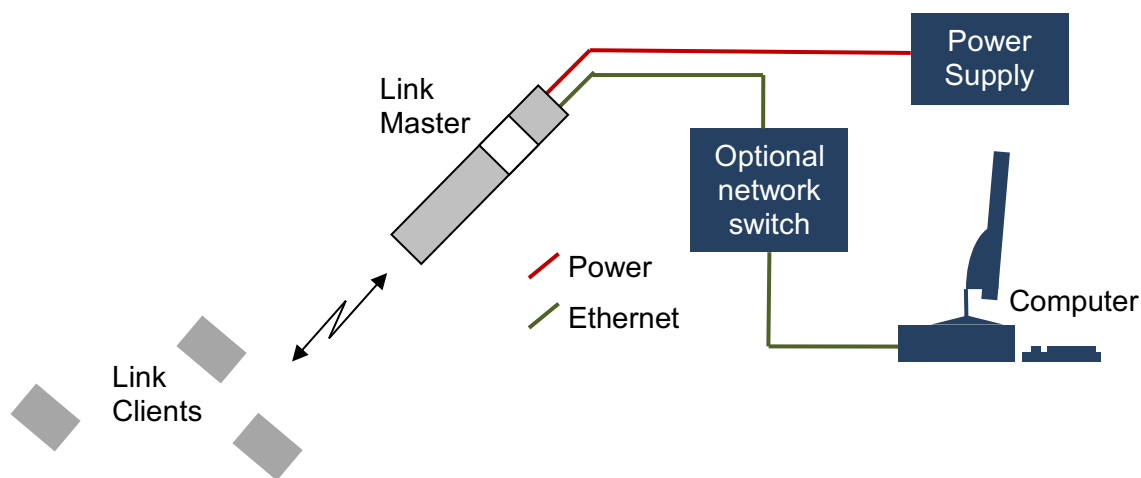 Power
Supply
Link
Master
Optional
network
switch
Power
Ethernet
Computer
Link
Clients